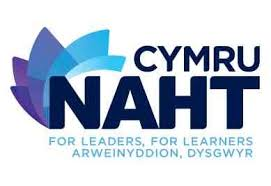 CYMRU
NAHT
FOR LEADERS, FOR LEARNERS
ARWEINYDDION, DYSGWYR